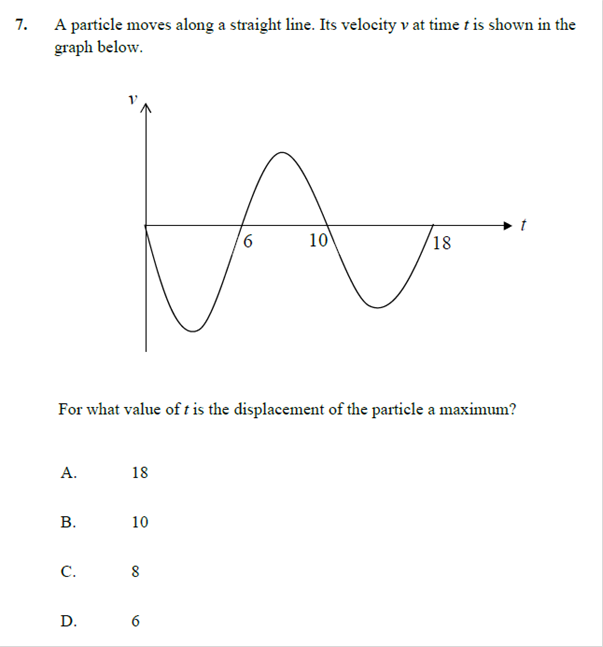 7. A particle moves along a straight line. Its velocity v at time t is shown in the
graph below.
v
t
6
10
18
For what value of t is the displacement of the particle a maximum?
A. 18
B. 10
C. 8
D. 6